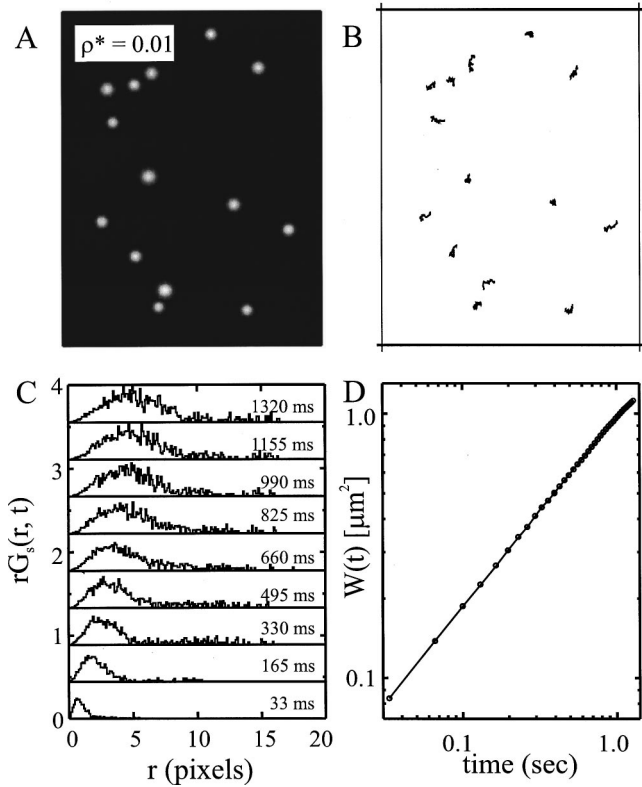 A
ρ* = 0.01
B
C
4
3
2
1
0
rGs(r, t)
1320 ms
1155 ms
990 ms
825 ms
660 ms
495 ms
330 ms
165 ms
33 ms
0 5 10 15 20
r (pixels)
D
1.0
0.1
W(t) [μm²]
0.1 1.0
time (sec)